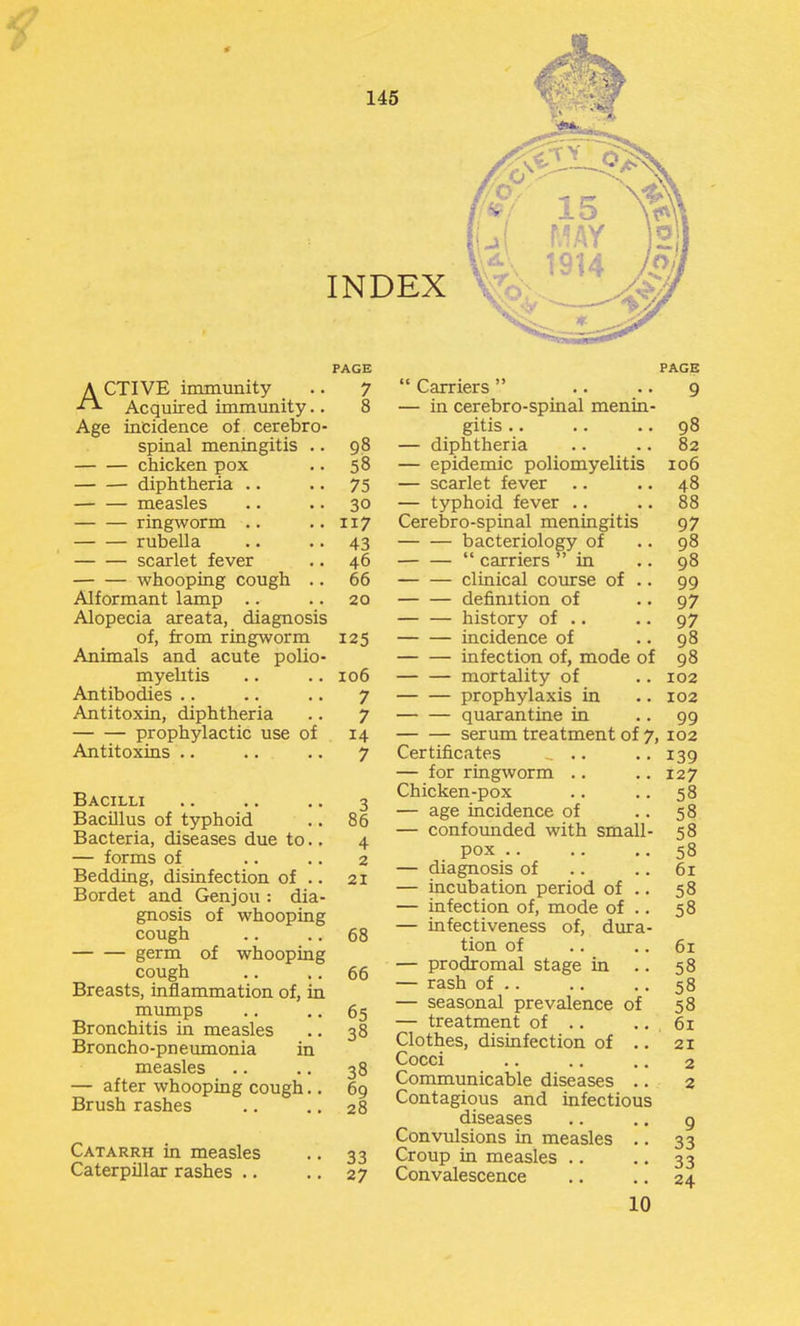 145
ROYAL SOCIETY OF MEDICINE
15
MAY
1914
INDEX
PAGE
ACTIVE immunity .. 7
Acquired immunity.. 8
Age incidence of cerebro-
spinal meningitis .. 98
— — chicken pox .. 58
— — diphtheria .. .. 75
— — measles .. .. 30
— — ringworm .. .. 117
— — rubella .. .. 43
— — scarlet fever .. 46
— — whooping cough .. 66
Alformant lamp .. .. 20
Alopecia areata, diagnosis
of, from ringworm 125
Animals and acute polio-
myelitis .. .. 106
Antibodies .. .. .. 7
Antitoxin, diphtheria .. 7
— — prophylactic use of 14
Antitoxins .. .. .. 7
BACILLI .. .. .. 3
Bacillus of typhoid .. 86
Bacteria, diseases due to.. 4
— forms of .. .. 2
Bedding, disinfection of .. 21
Bordet and Genjou : dia-
gnosis of whooping
cough .. .. 68
— — germ of whooping
cough .. .. 66
Breasts, inflammation of, in
mumps .. .. 65
Bronchitis in measles .. 38
Broncho-pneumonia in
measles .. .. 38
— after whooping cough.. 69
Brush rashes .. .. 28
CATARRH in measles .. 33
Caterpillar rashes .. .. 27
PAGE
“ Carriers ” .. .. 9
— in cerebro-spinal menin-
gitis .. .. .. 98
— diphtheria .. .. 82
— epidemic poliomyelitis 106
— scarlet fever .. .. 48
— typhoid fever .. .. 88
Cerebro-spinal meningitis 97
— — bacteriology of .. 98
— — “ carriers ” in .. 98
— — clinical course of .. 99
— — definition of .. 97
— — history of .. .. 97
— — incidence of .. 98
— — infection of, mode of 98
— — mortality of .. 102
— — prophylaxis in .. 102
— — quarantine in .. 99
— — serum treatment of 7, 102
Certificates .. .. 139
— for ringworm .. .. 127
Chicken-pox .. .. 58
— age incidence of .. 58
— confounded with small- 58
pox .. .. .. 58
— diagnosis of .. .. 61
— incubation period of .. 58
— infection of, mode of .. 58
— infectiveness of, dura-
tion of .. .. 61
— prodromal stage in .. 58
— rash of .. .. .. 58
— seasonal prevalence of 58
— treatment of .. .. 61
Clothes, disinfection of .. 21
Cocci .. .. .. 2
Communicable diseases .. 2
Contagious and infectious
diseases .. .. 9
Convulsions in measles .. 33
Croup in measles .. .. 33
Convalescence .. .. 24
10